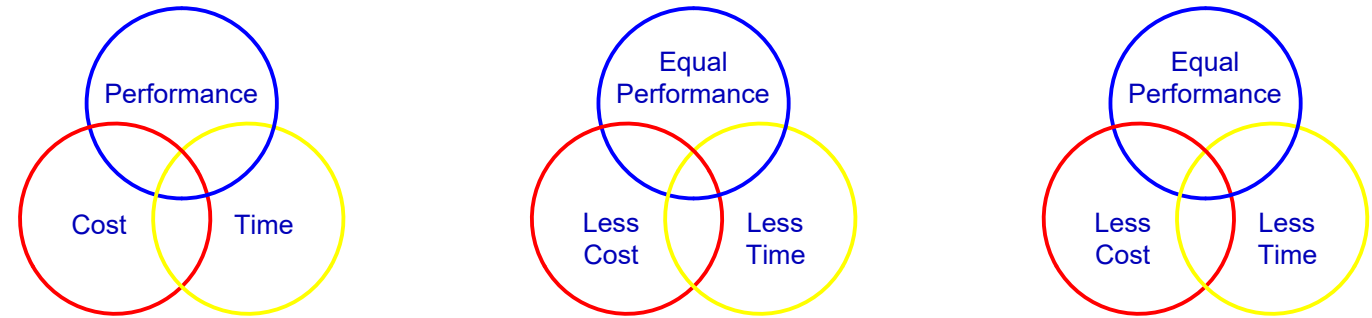 Performance
Cost
Time
Equal
Performance
Less
Cost
Less
Time
Equal
Performance
Less
Cost
Less
Time